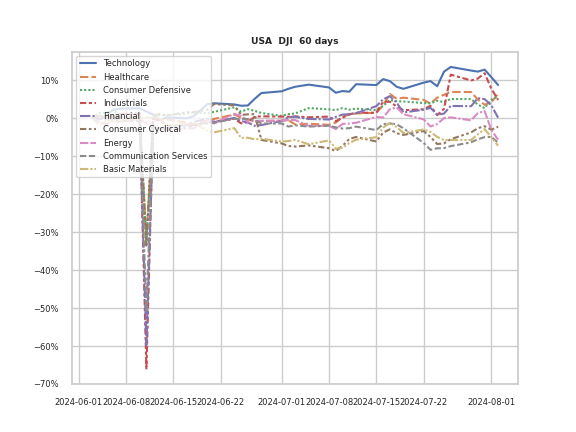 USA DJI 60 days
Technology
Healthcare
Consumer Defensive
Industrials
Financial
Consumer Cyclical
Energy
Communication Services
Basic Materials
10%
0%
−10%
−20%
−30%
−40%
−50%
−60%
−70%
2024-06-01 2024-06-08 2024-06-15 2024-06-22 2024-07-01 2024-07-08 2024-07-15 2024-07-22 2024-08-01